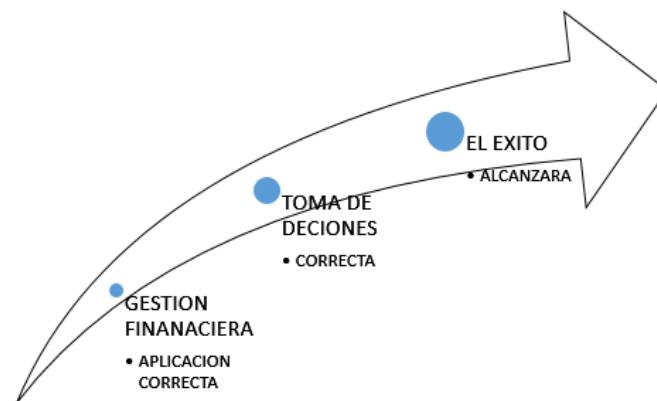 EL EXITO
• ALCANZARA
TOMA DE
DECIONES
• CORRECTA
GESTION
FINANACIERA
• APLICACION
CORRECTA